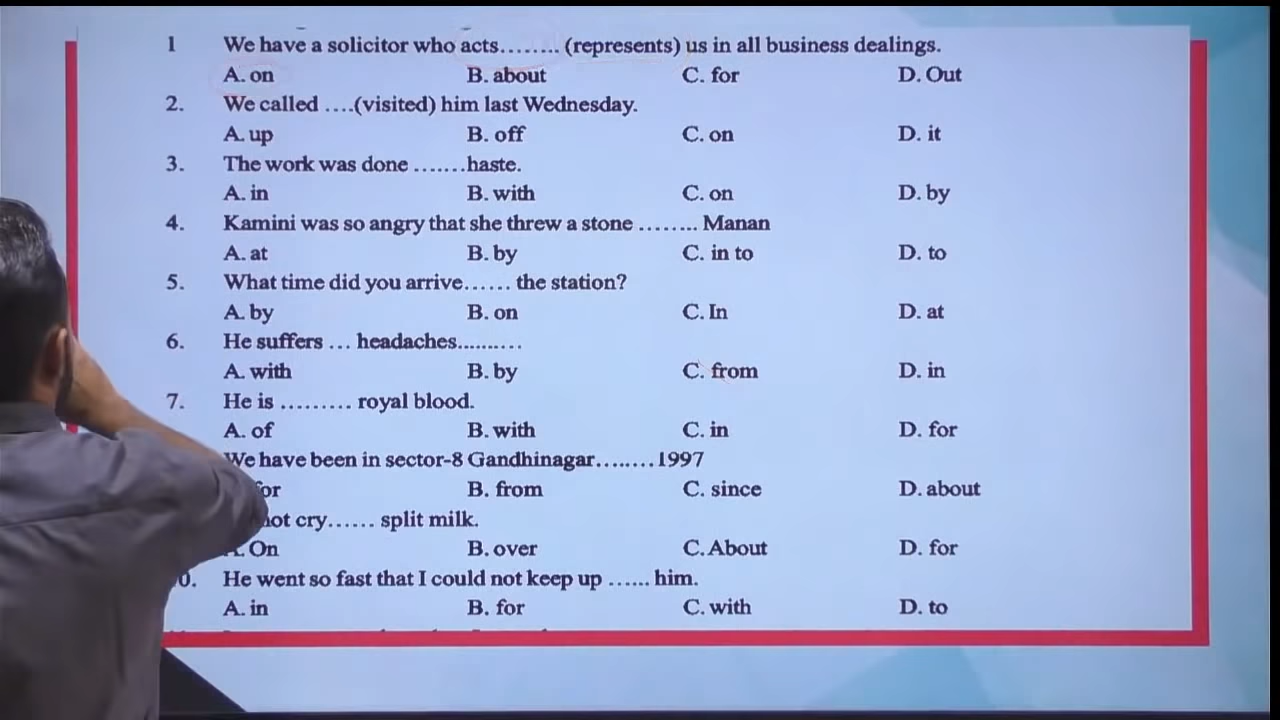 1 We have a solicitor who acts........ (represents) us in all business dealings.
A. on B. about C. for D. Out
2. We called ....(visited) him last Wednesday.
A. up B. off C. on D. it
3. The work was done .......haste.
A. in B. with C. on D. by
4. Kamini was so angry that she threw a stone ........ Manan
A. at B. by C. in to D. to
5. What time did you arrive...... the station?
A. by B. on C. In D. at
6. He suffers ... headaches..........
A. with B. by C. from D. in
7. He is ......... royal blood.
A. of B. with C. in D. for
We have been in sector-8 Gandhinagar........1997
for B. from C. since D. about
not cry...... split milk.
A. On B. over C. About D. for
0. He went so fast that I could not keep up ...... him.
A. in B. for C. with D. to